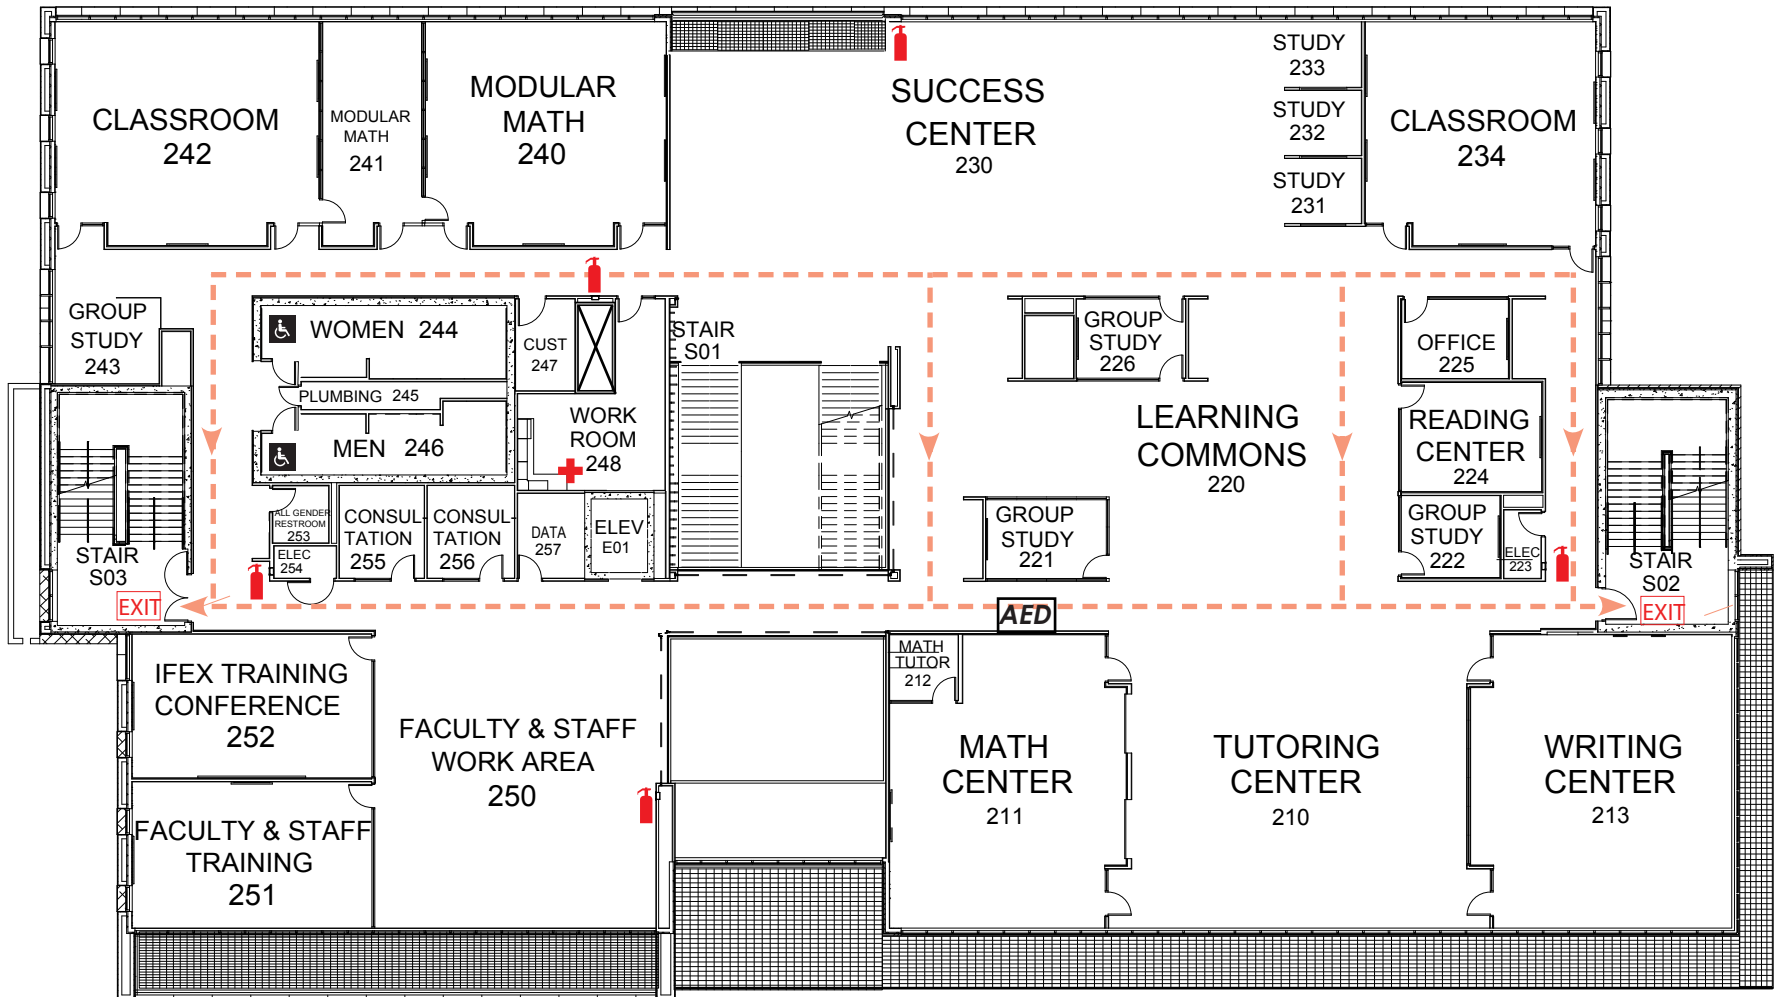 CLASSROOM
242
MODULAR
MATH
241
MODULAR
MATH
240
SUCCESS
CENTER
230
STUDY
233
STUDY
232
STUDY
231
CLASSROOM
234
GROUP
STUDY
243
WOMEN 244
PLUMBING 245
MEN 246
CUST
247
WORK
ROOM
248
STAIR
S01
GROUP
STUDY
226
OFFICE
225
LEARNING
COMMONS
220
READING
CENTER
224
STAIR
S03
EXIT
ALL GENDER
RESTROOM
253
ELEC
254
CONSUL-
TATION
255
CONSUL-
TATION
256
DATA
257
ELEV
E01
GROUP
STUDY
221
GROUP
STUDY
222
ELEC
223
STAIR
S02
EXIT
AED
IFEX TRAINING
CONFERENCE
252
FACULTY & STAFF
WORK AREA
250
FACULTY & STAFF
TRAINING
251
MATH
TUTOR
212
MATH
CENTER
211
TUTORING
CENTER
210
WRITING
CENTER
213